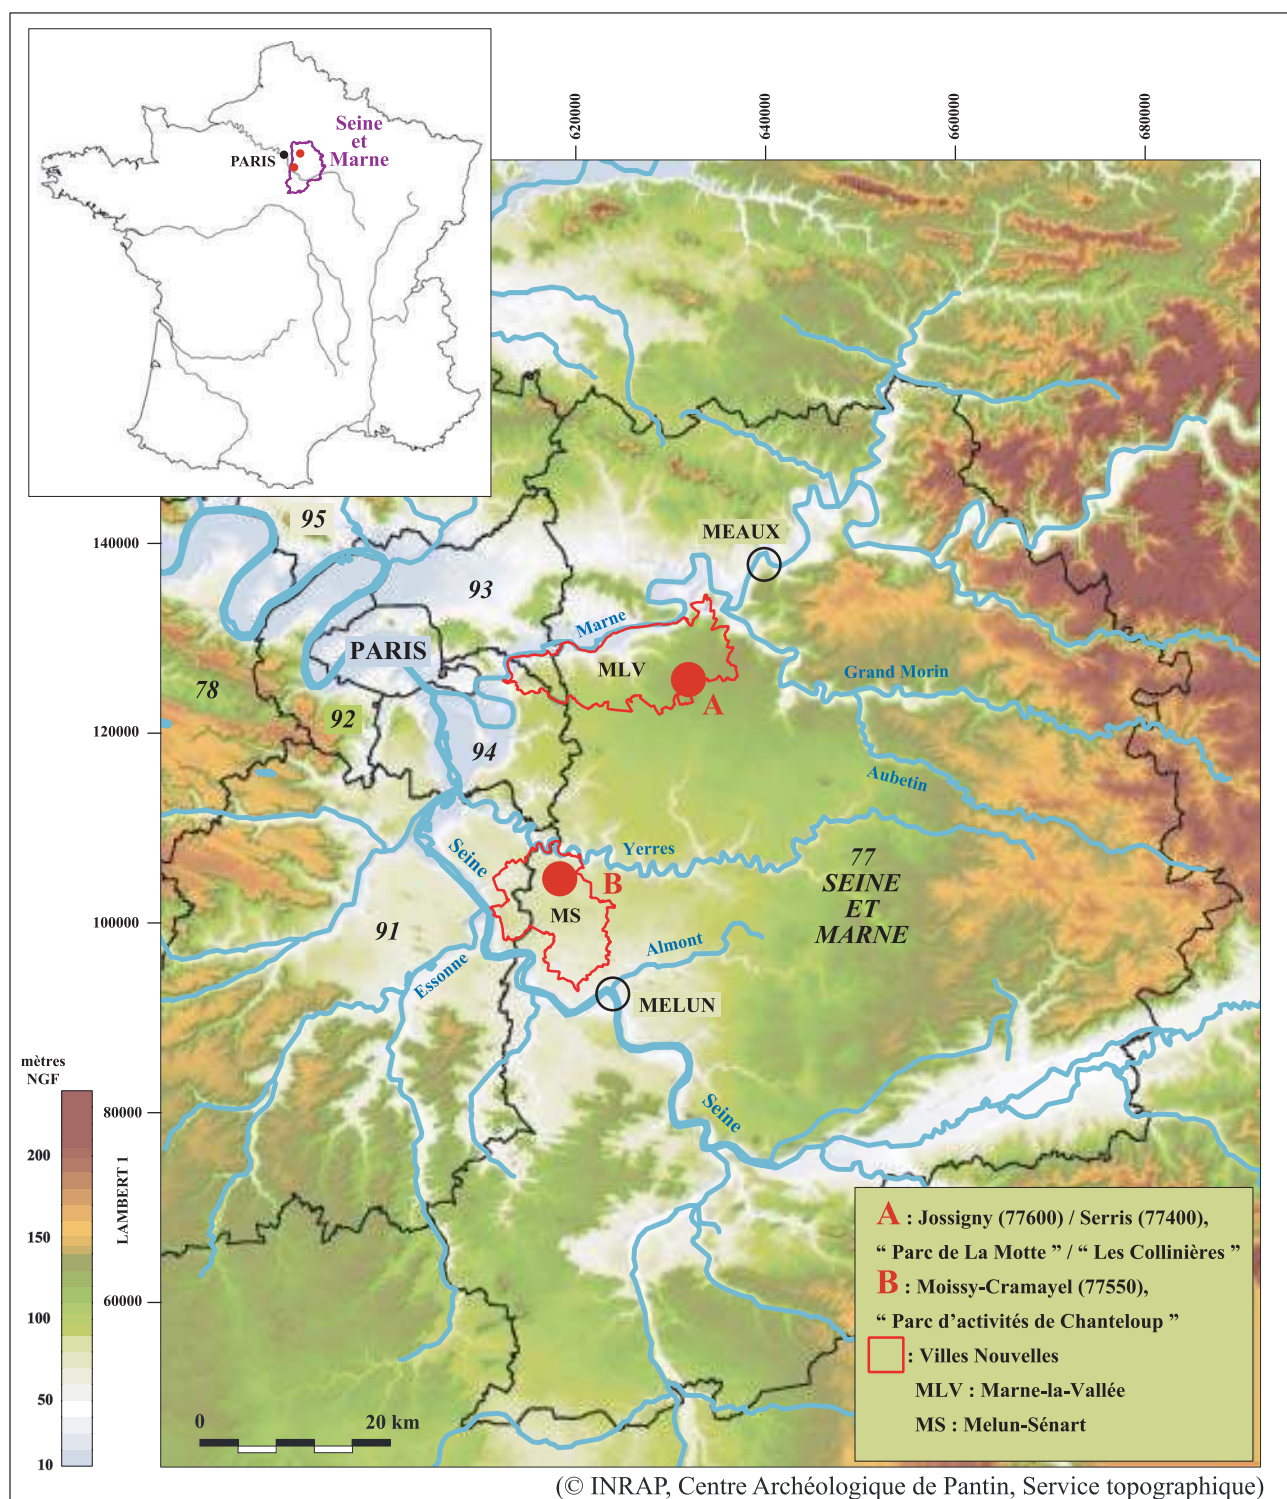 Seine
et
Marne
PARIS
620000
640000
660000
680000
95
140000
93
MEAUX
Marne
PARIS
MLV
78
A
Grand Morin
92
120000
94
Aubetin
Seine
Yerres
77
SEINE
ET
MARNE
B
MS
100000
91
Almont
Essonne
MELUN
mètres
NGF
200
150
100
50
10
LAMBERT 1
80000
60000
Seine
0 20 km
A : Jossigny (77600) / Serris (77400),
“ Parc de La Motte ” / “ Les Collinières ”
B : Moissy-Cramayel (77550),
“ Parc d’activités de Chanteloup ”
: Villes Nouvelles
MLV : Marne-la-Vallée
MS : Melun-Sénart
(© INRAP, Centre Archéologique de Pantin, Service topographique)